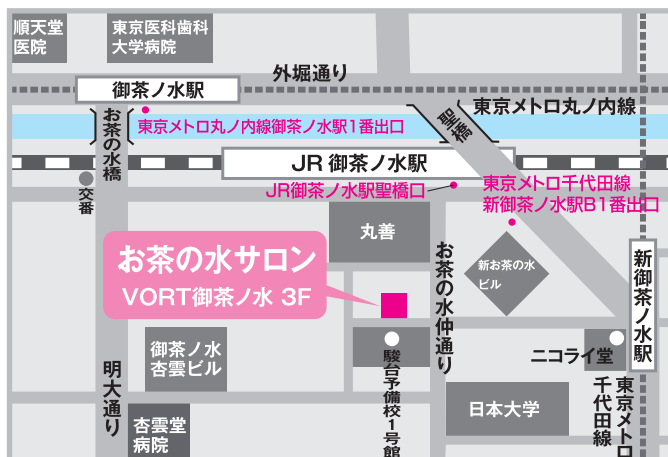 順天堂
医院
東京医科歯科
大学病院
外堀通り
御茶ノ水駅
東京メトロ丸ノ内線
お茶の水橋
聖橋
東京メトロ丸ノ内線御茶ノ水駅1番出口
JR 御茶ノ水駅
交番
JR御茶ノ水駅聖橋口
東京メトロ千代田線
新御茶ノ水駅B1番出口
丸善
お茶の水サロン
VORT御茶ノ水 3F
お茶の水仲通り
新お茶の水
ビル
新御茶ノ水駅
御茶ノ水
杏雲ビル
明大通り
駿台予備校1号館
ニコライ堂
東京メトロ
千代田線
日本大学
杏雲堂
病院